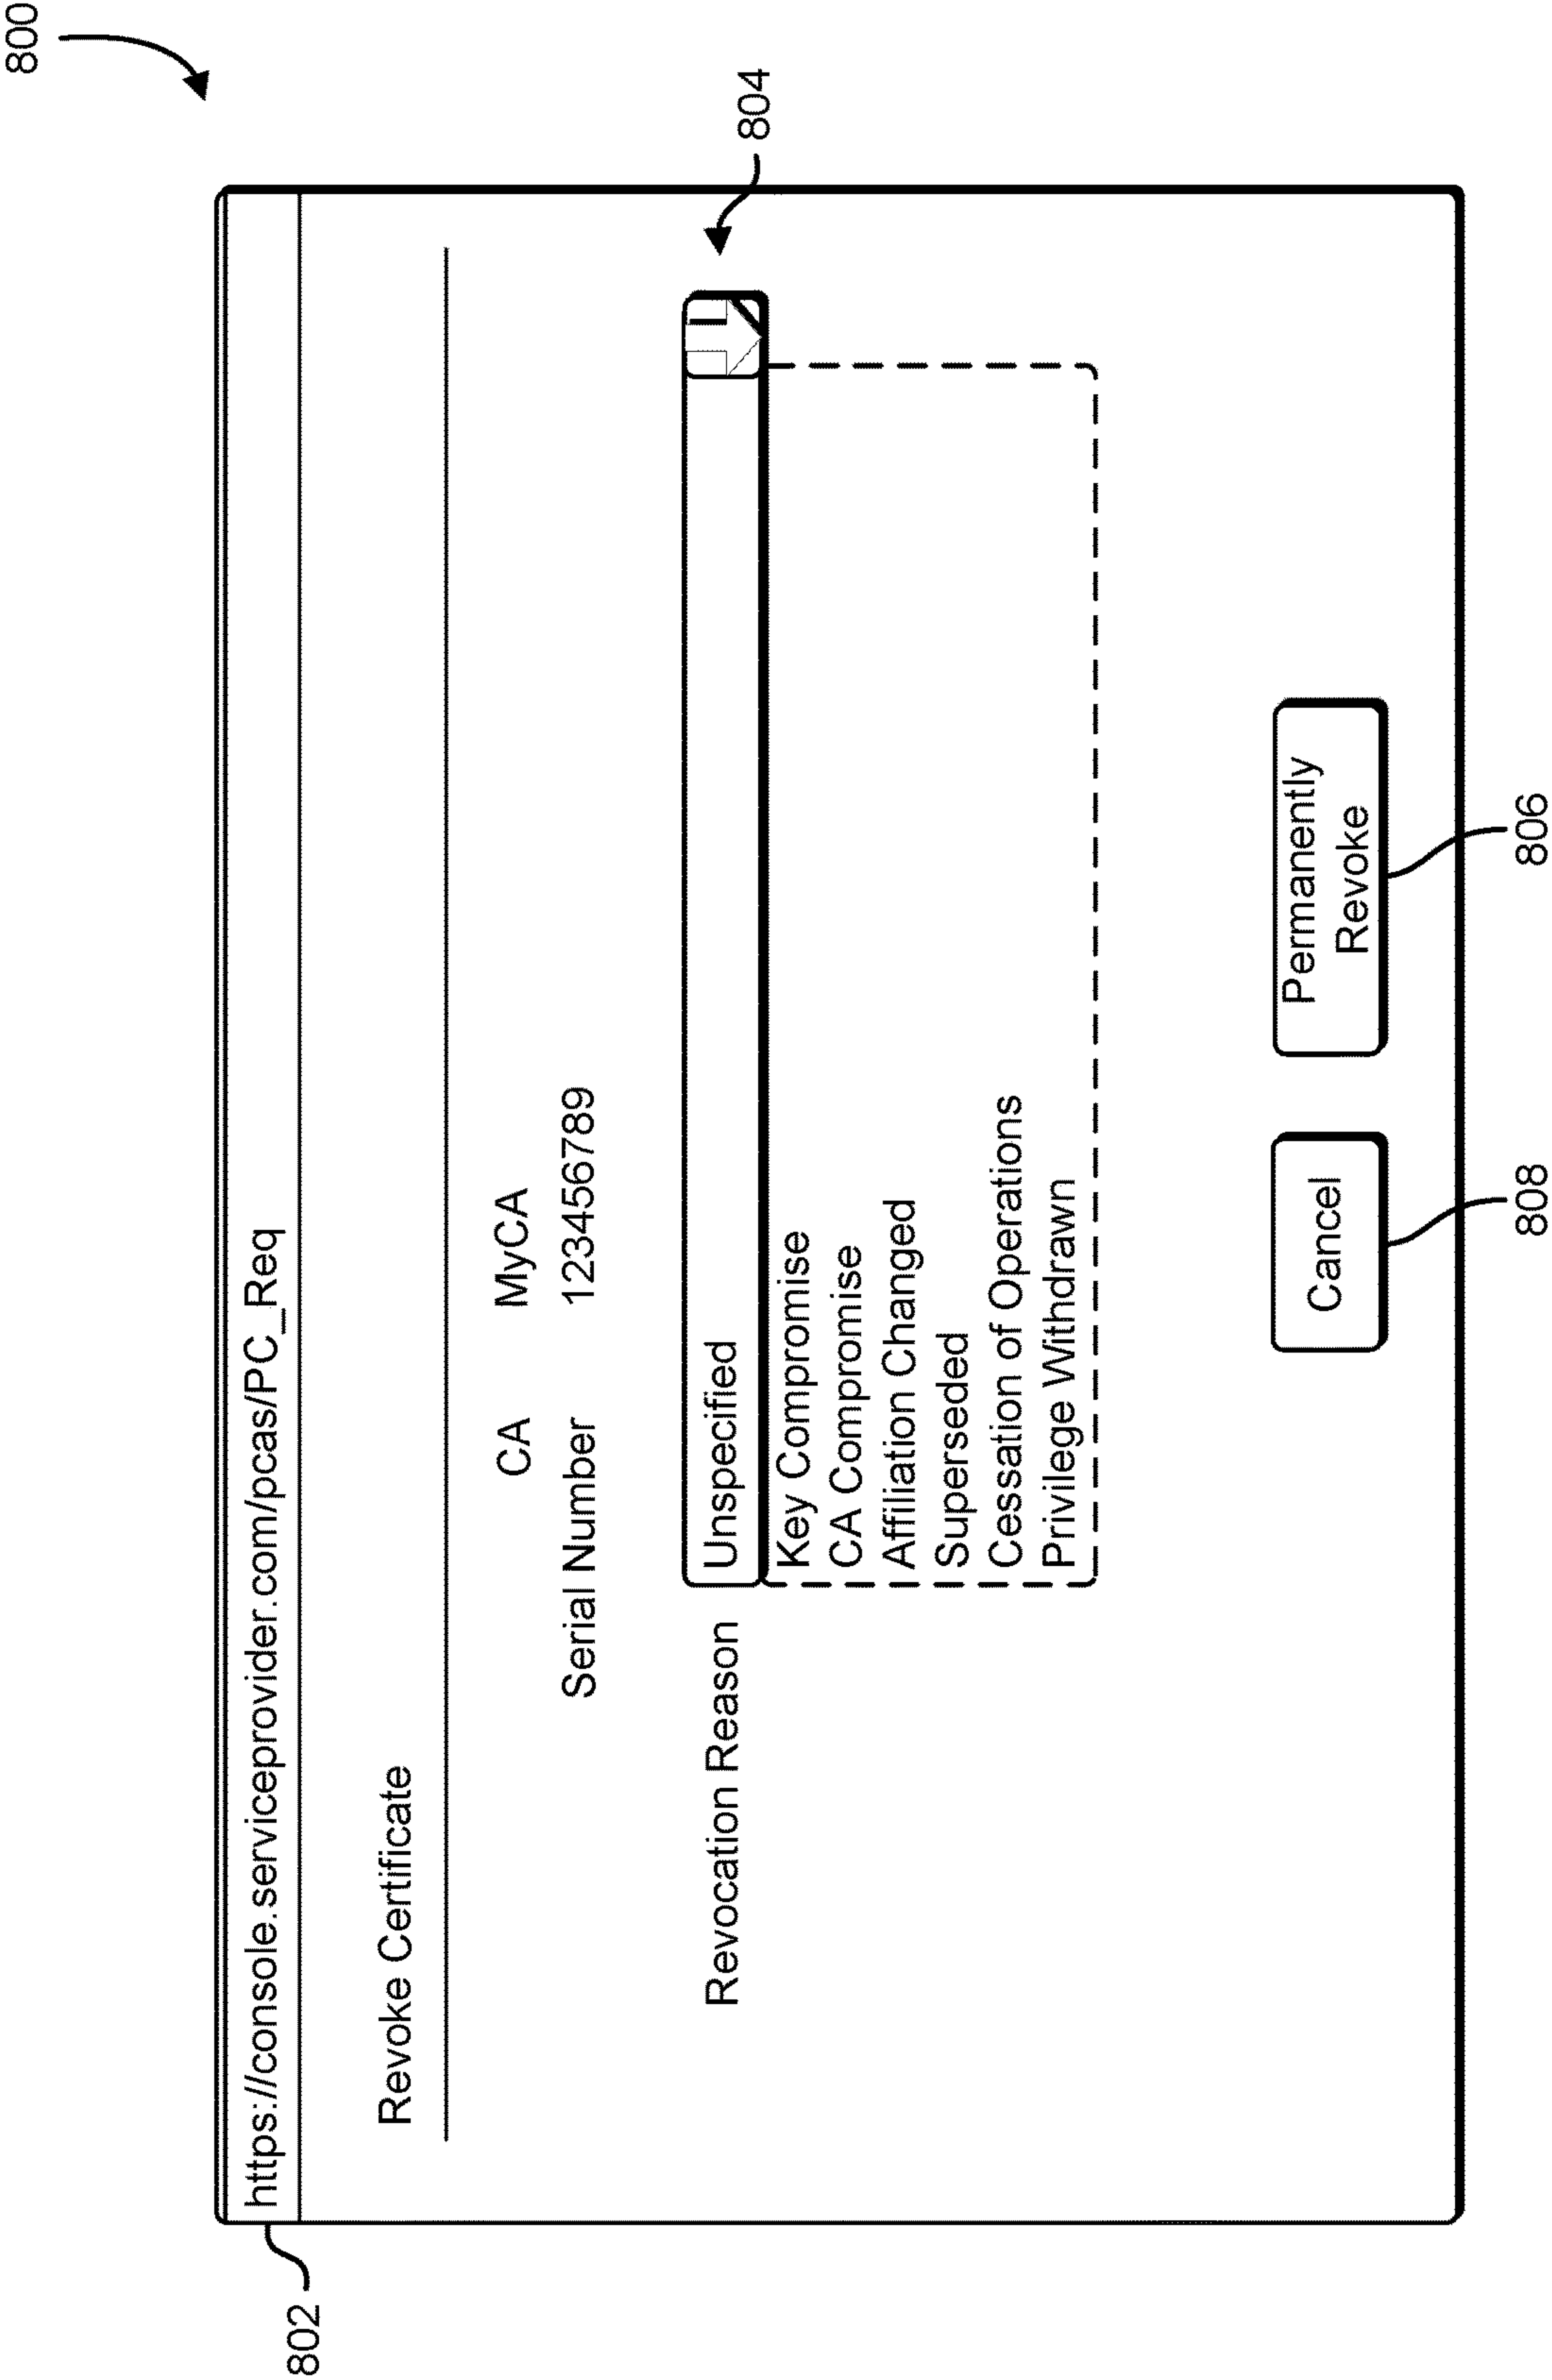 800
802
https://console.serviceprovider.com/pcas/PC_Req
Revoke Certificate
CA MyCA
Serial Number 123456789
804
Revocation Reason Unspecified
Key Compromise
CA Compromise
Affiliation Changed
Superseded
Cessation of Operations
Privilege Withdrawn
Cancel
Permanently
Revoke
808
806